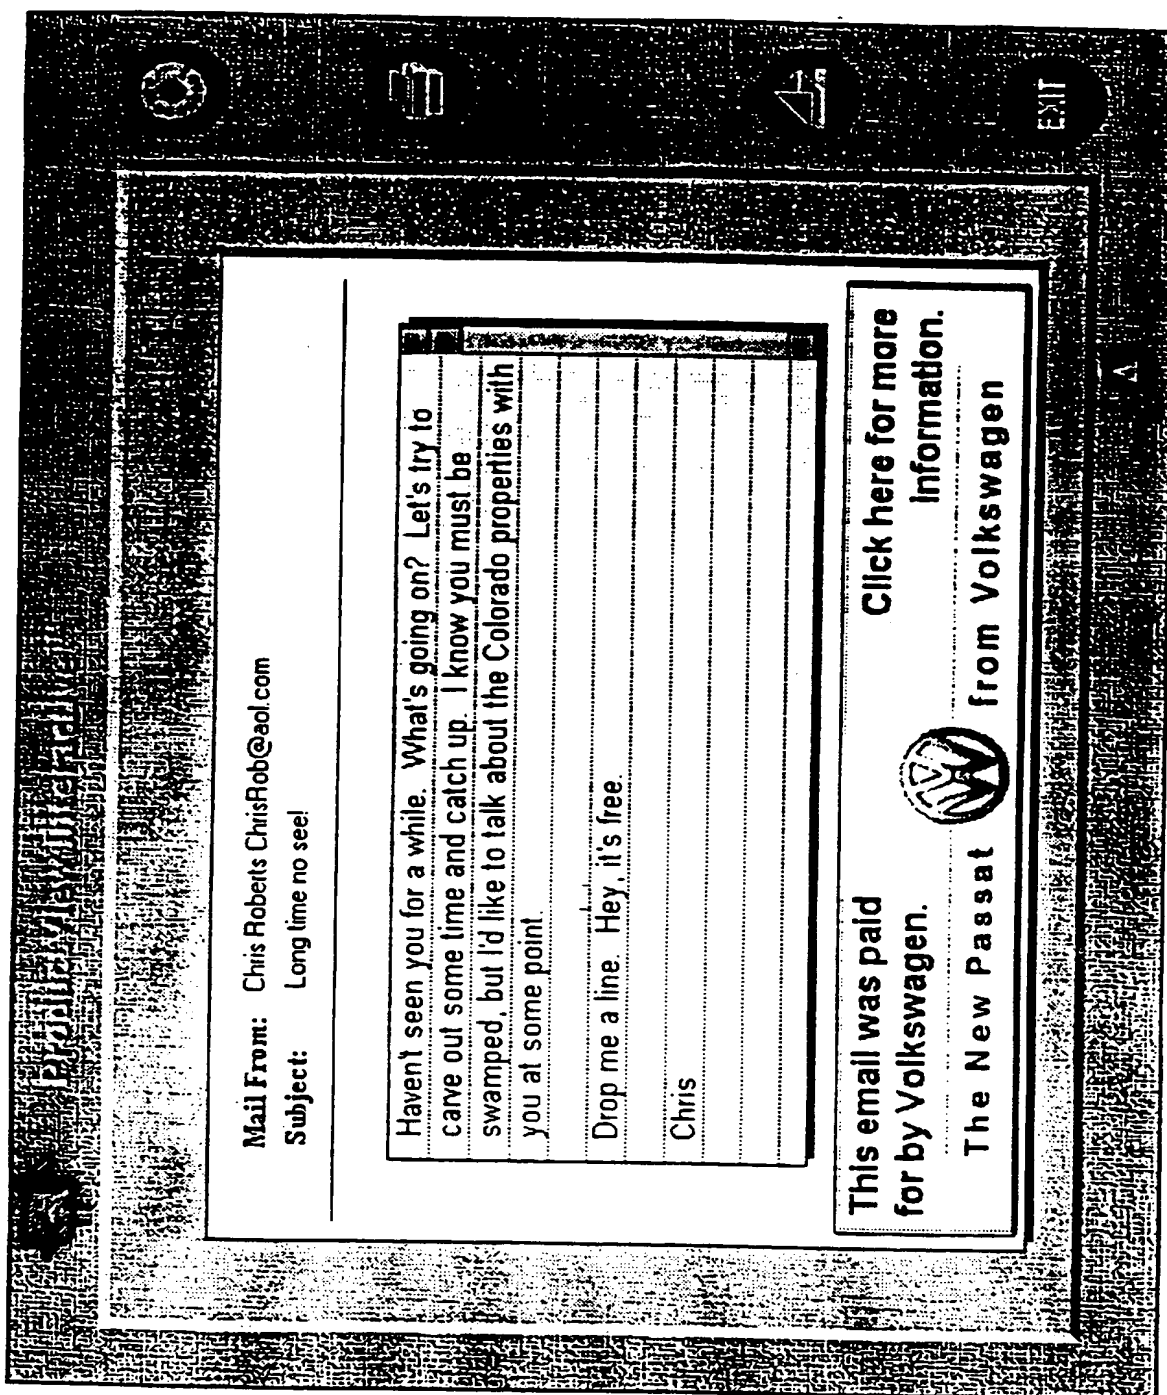 Mail From: Chris Roberts ChrisRob@aol.com
Subject: Long time no see!
Haven't seen you for a while. What's going on? Let's try to
carve out some time and catch up. I know you must be
swamped, but I'd like to talk about the Colorado properties with
you at some point.
Drop me a line. Hey, it's free.
Chris
This email was paid
for by Volkswagen.
Click here for more
Information.
The New Passat
from Volkswagen
EXIT